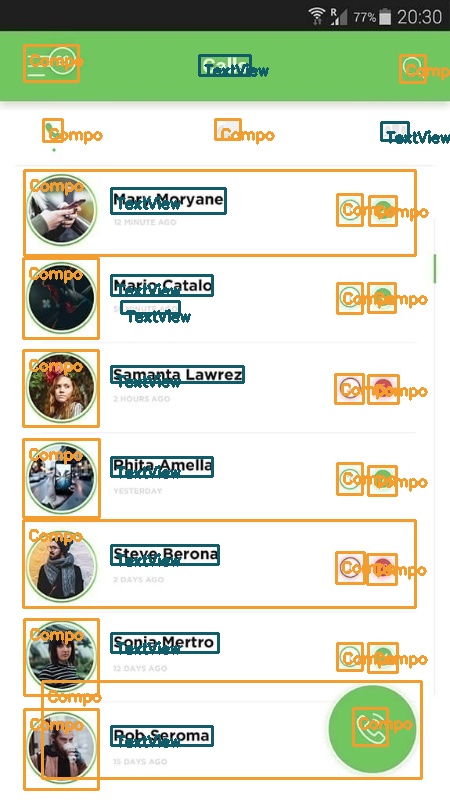 R 77% 20:30
Compo Calls TextView Compo
Compo Compo TextView
Compo
Mary Moryane TextView Compo Compo
12 MINUTE AGO
Compo
Mario Catalo TextView Compo Compo
TextView
Compo
Samanta Lawrez TextView Compo Compo
2 HOURS AGO
Compo
Rhita Amella TextView Compo Compo
YESTERDAY
Compo
Steve Berona TextView Compo Compo
2 DAYS AGO
Compo
Sonia Mertro TextView Compo Compo
12 DAYS AGO
Compo
Compo
Rob Seroma TextView Compo
15 DAYS AGO